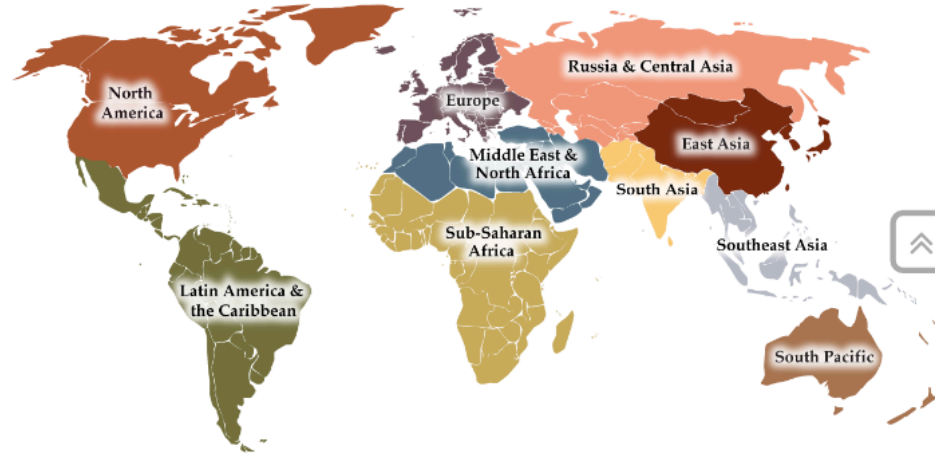 North
America
Europe
Russia & Central Asia
East Asia
Middle East &
North Africa
South Asia
Sub-Saharan
Africa
Southeast Asia
Latin America &
the Caribbean
South Pacific